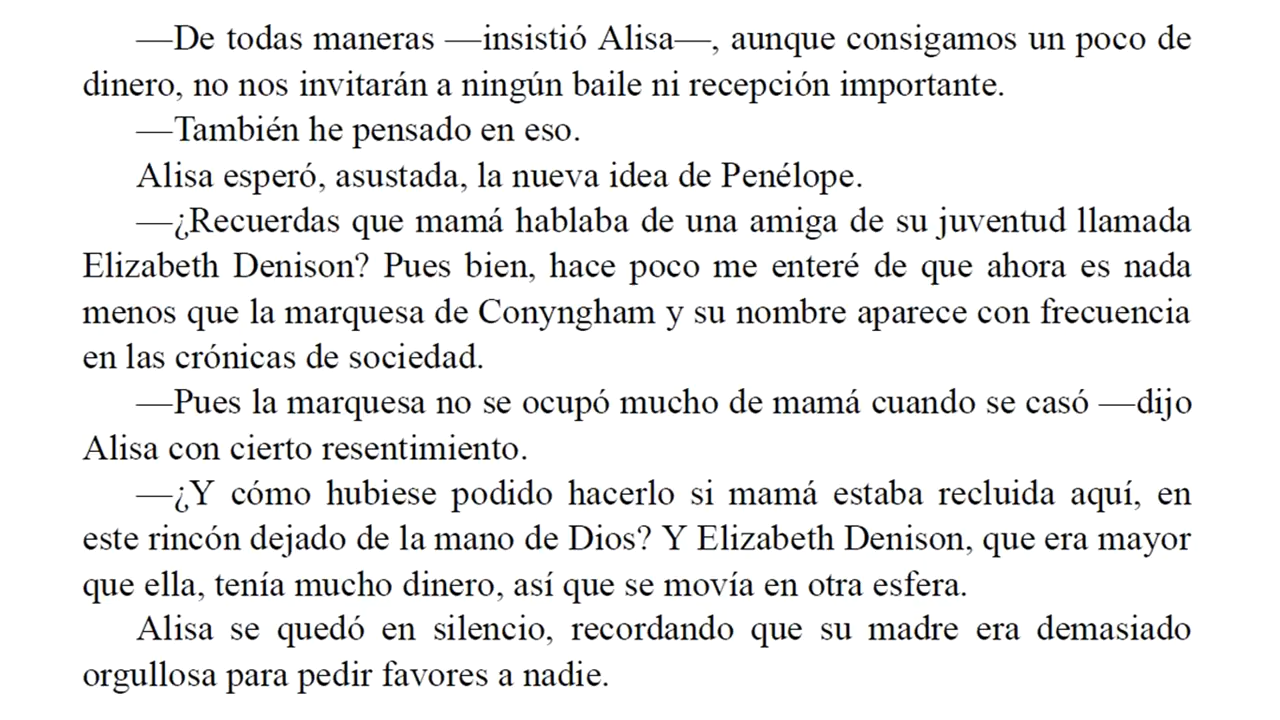 —De todas maneras —insistió Alisa—, aunque consigamos un poco de
dinero, no nos invitarán a ningún baile ni recepción importante.
—También he pensado en eso.
Alisa esperó, asustada, la nueva idea de Penélope.
—¿Recuerdas que mamá hablaba de una amiga de su juventud llamada
Elizabeth Denison? Pues bien, hace poco me enteré de que ahora es nada
menos que la marquesa de Conyngham y su nombre aparece con frecuencia
en las crónicas de sociedad.
—Pues la marquesa no se ocupó mucho de mamá cuando se casó —dijo
Alisa con cierto resentimiento.
—¿Y cómo hubiese podido hacerlo si mamá estaba recluida aquí, en
este rincón dejado de la mano de Dios? Y Elizabeth Denison, que era mayor
que ella, tenía mucho dinero, así que se movía en otra esfera.
Alisa se quedó en silencio, recordando que su madre era demasiado
orgullosa para pedir favores a nadie.